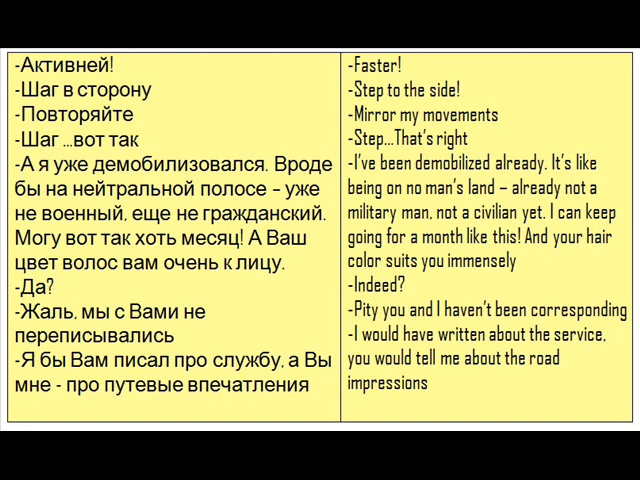 -Активней!
-Шаг в сторону
-Повторяйте
-Шаг ...вот так
-А я уже демобилизовался. Вроде
бы на нейтральной полосе – уже
не военный, еще не гражданский.
Могу вот так хоть месяц! А Ваш
цвет волос вам очень к лицу.
-Да?
-Жаль, мы с Вами не
переписывались
-Я бы Вам писал про службу, а Вы
мне - про путевые впечатления
-Faster!
-Step to the side!
-Mirror my movements
-Step...That's right
-I've been demobilized already. It's like
being on no man's land – already not a
military man, not a civilian yet. I can keep
going for a month like this! And your hair
color suits you immensely
-Indeed?
-Pity you and I haven't been corresponding
-I would have written about the service,
you would tell me about the road
impressions